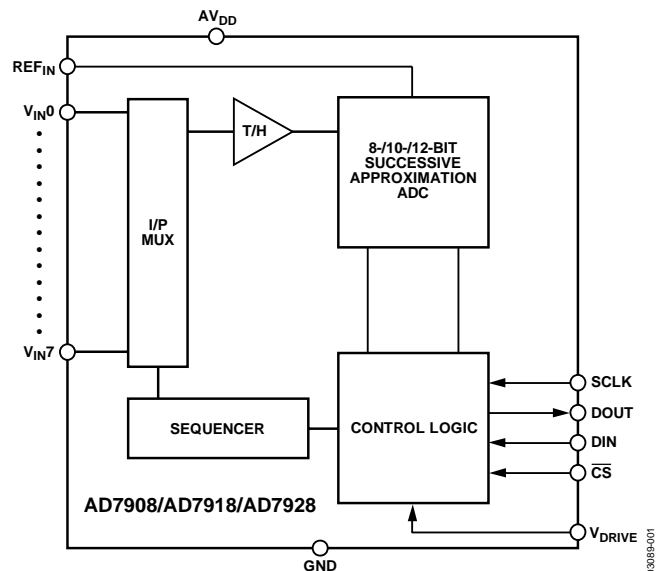 AVDD
REFIN
VIN0
T/H
8-/10-/12-BIT
SUCCESSIVE
APPROXIMATION
ADC
I/P
MUX
VIN7
SCLK
SEQUENCER
CONTROL LOGIC
DOUT
DIN
CS
AD7908/AD7918/AD7928
VDRIVE
GND
03089-001